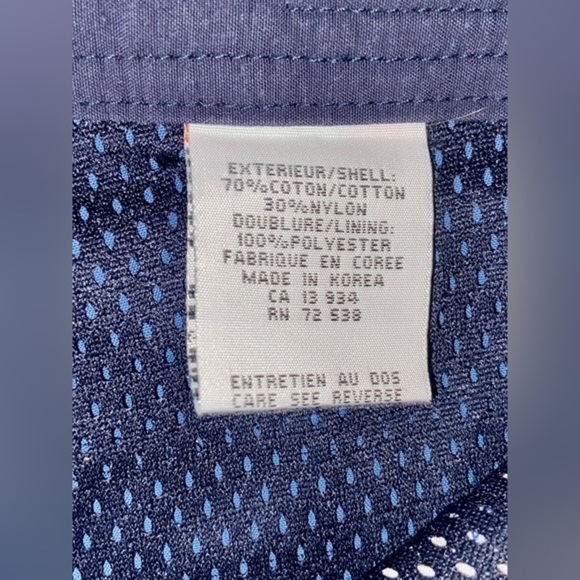 EXTERIEUR/SHELL:
70%COTON/COTTON
30%NYLON
DOUBLURE/LINING:
100%POLYESTER
FABRIQUE EN COREE
MADE IN KOREA
CA 13 934
RN 72 538
ENTRETIEN AU DOS
CARE SEE REVERSE